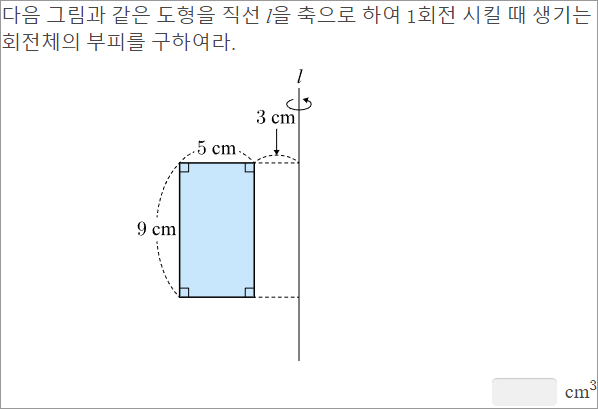 다음 그림과 같은 도형을 직선 l을 축으로 하여 1회전 시킬 때 생기는
회전체의 부피를 구하여라.
l
3 cm
5 cm
9 cm
cm³